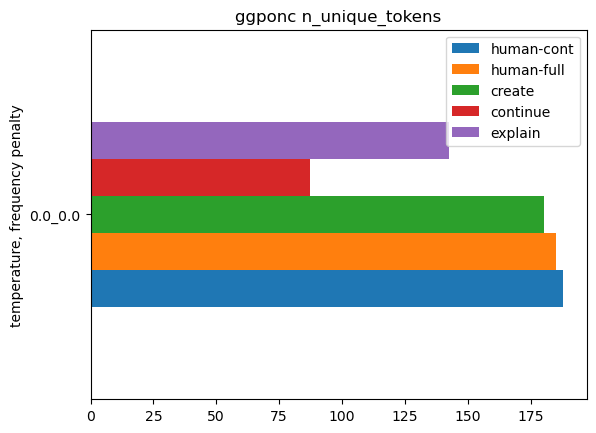 ggponc n_unique_tokens
human-cont
human-full
create
continue
explain
temperature, frequency penalty
0.0_0.0
0 25 50 75 100 125 150 175